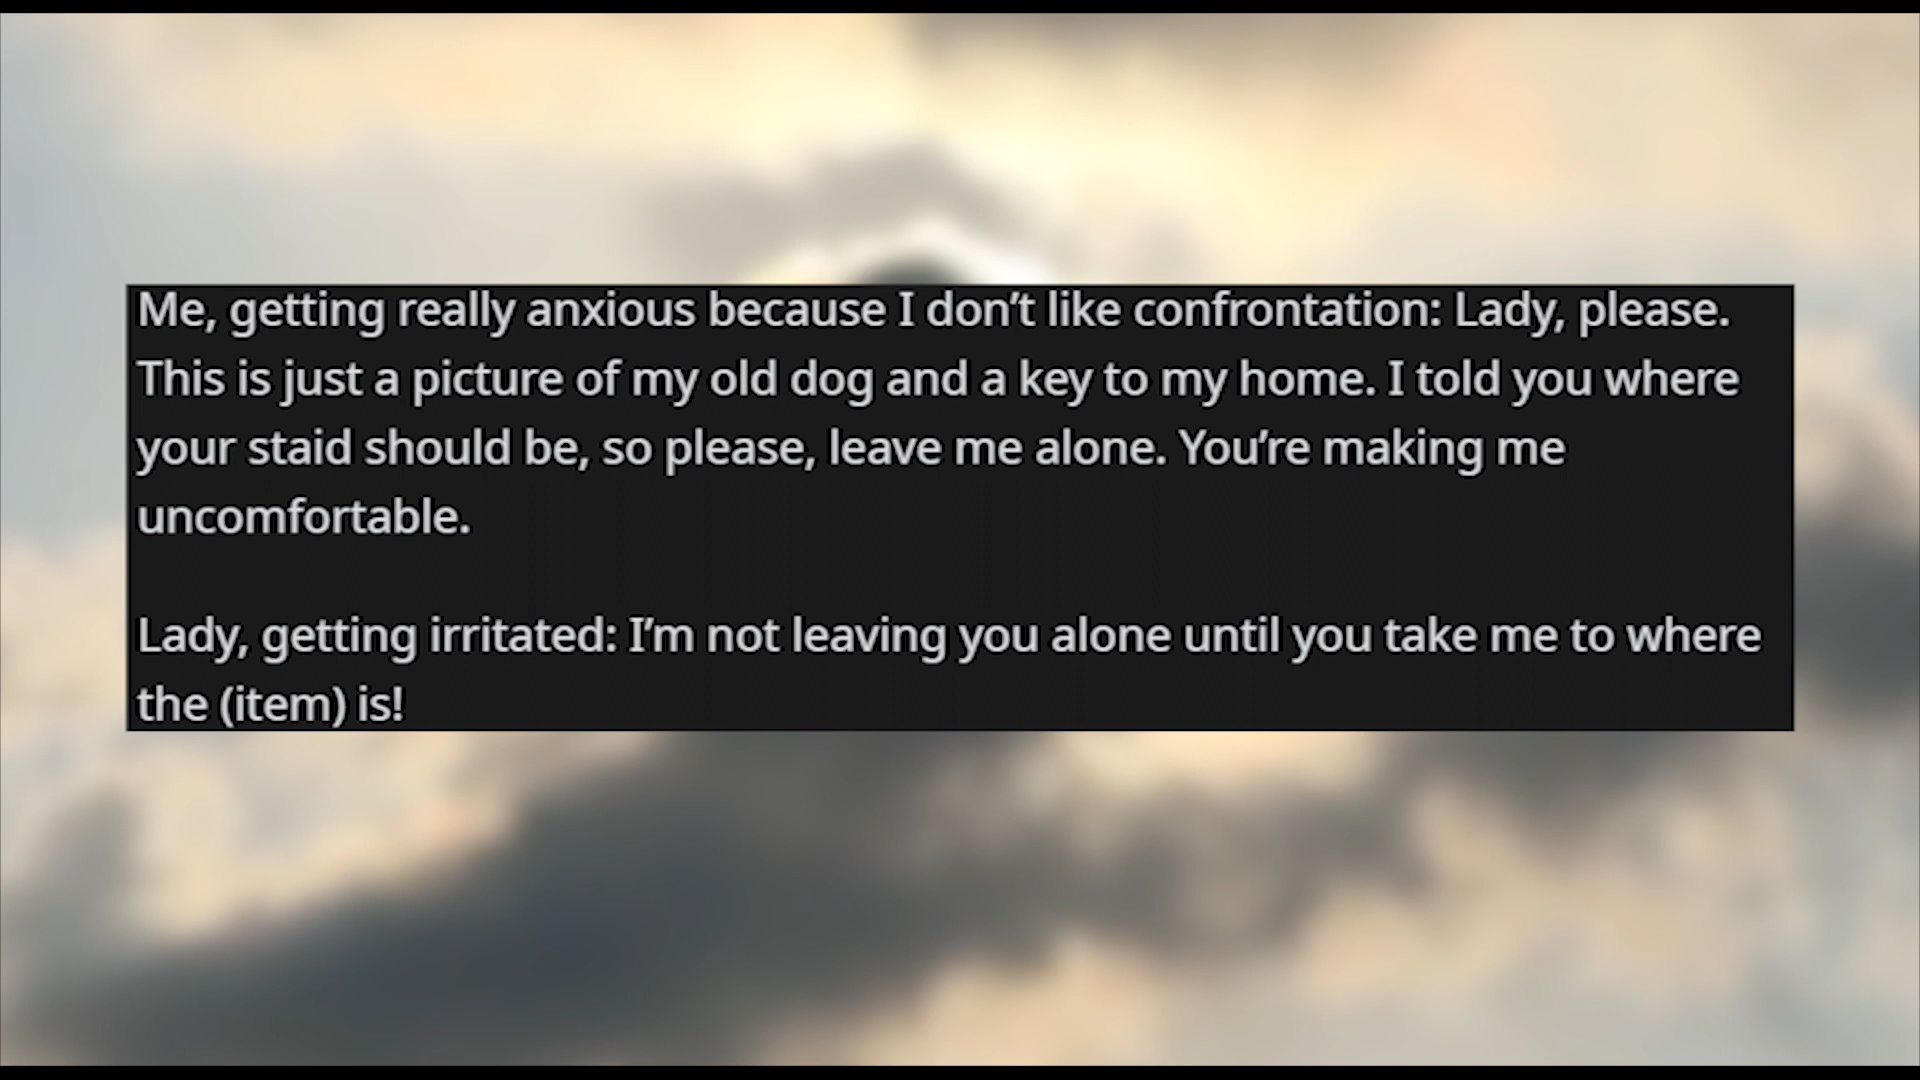 Me, getting really anxious because I don’t like confrontation: Lady, please.
This is just a picture of my old dog and a key to my home. I told you where
your staid should be, so please, leave me alone. You’re making me
uncomfortable.
Lady, getting irritated: I’m not leaving you alone until you take me to where
the (item) is!